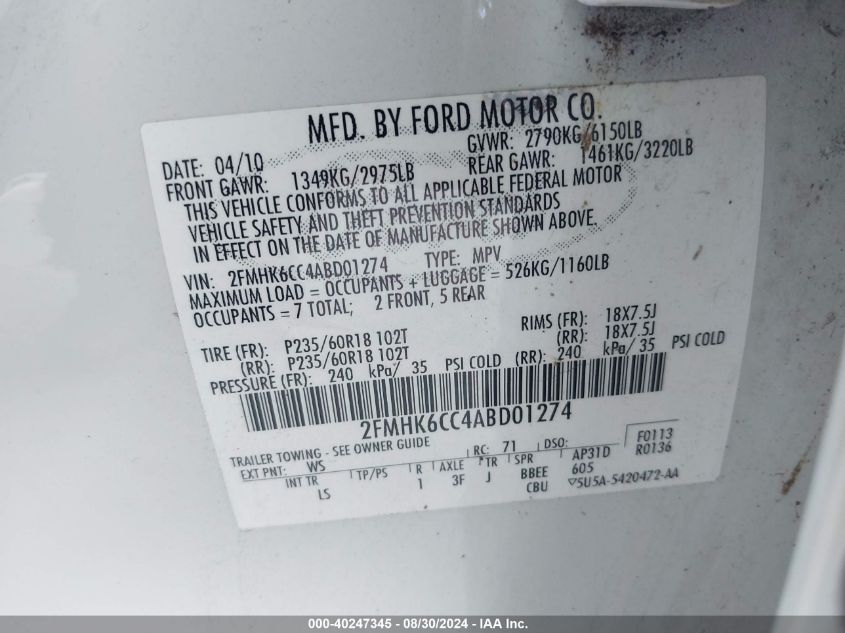 MFD. BY FORD MOTOR CO.
DATE: 04/10 GVWR: 2790KG/6150LB
FRONT GAWR: 1349KG/2975LB REAR GAWR: 1461KG/3220LB
THIS VEHICLE CONFORMS TO ALL APPLICABLE FEDERAL MOTOR
VEHICLE SAFETY AND THEFT PREVENTION STANDARDS
IN EFFECT ON THE DATE OF MANUFACTURE SHOWN ABOVE.
VIN: 2FMHK6CC4ABD01274 TYPE: MPV
MAXIMUM LOAD = OCCUPANTS + LUGGAGE = 526KG/1160LB
OCCUPANTS = 7 TOTAL; 2 FRONT, 5 REAR
TIRE (FR): P235/60R18 102T RIMS (FR): 18X7.5J
(RR): P235/60R18 102T (RR): 18X7.5J
PRESSURE (FR): 240 kPa/ 35 PSI COLD (RR): 240 kPa/ 35 PSI COLD
2FMHK6CC4ABD01274
TRAILER TOWING - SEE OWNER GUIDE
EXT PNT: WS RC: 71 DSO: F0113
INT TR TP/PS R AXLE TR SPR AP31D R0136
LS 1 3F J BBEE 605
CBU 5U5A-5420472-AA
000-40247345 - 08/30/2024 - IAA Inc.